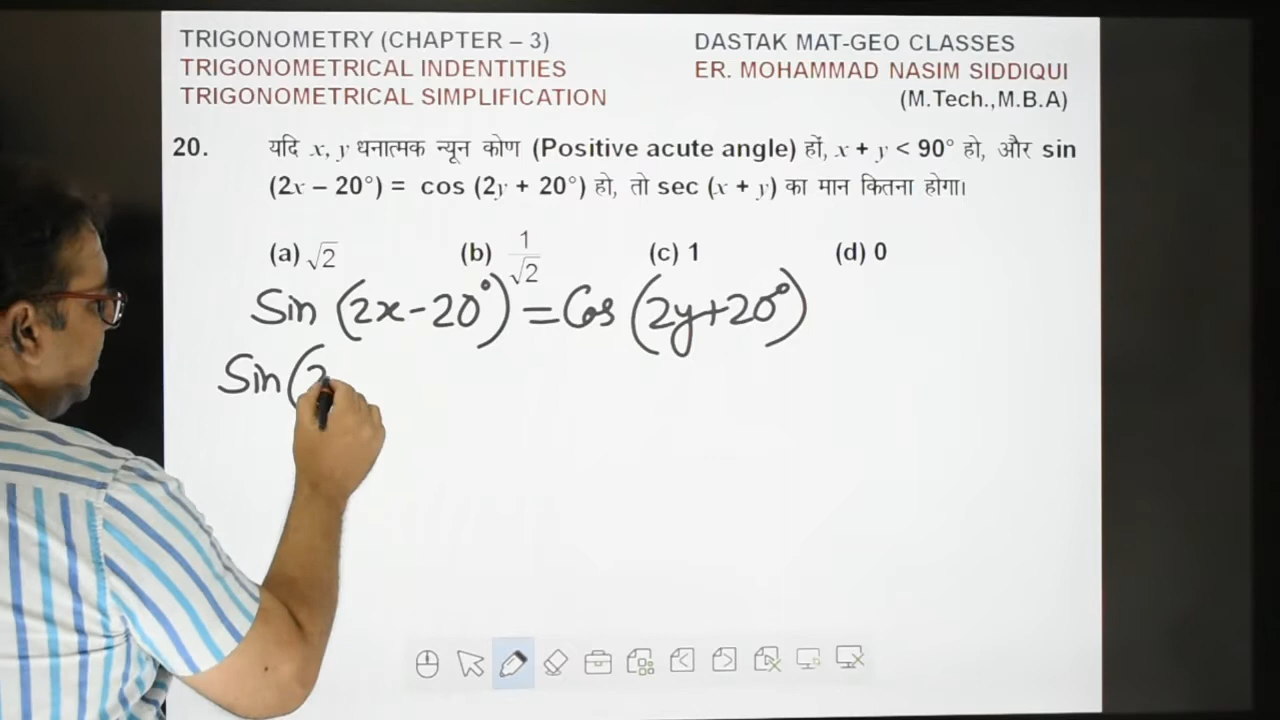 TRIGONOMETRY (CHAPTER – 3) DASTAK MAT-GEO CLASSES
TRIGONOMETRICAL INDENTITIES ER. MOHAMMAD NASIM SIDDIQUI
TRIGONOMETRICAL SIMPLIFICATION (M.Tech.,M.B.A)
20. यदि x, y धनात्मक न्यून कोण (Positive acute angle) हों, x + y < 90° हो, और sin
(2x – 20°) = cos (2y + 20°) हो, तो sec (x + y) का मान कितना होगा।
(a) √2 (b) 1/√2 (c) 1 (d) 0
Sin (2x-20°) = Cos (2y+20°)
Sin (2